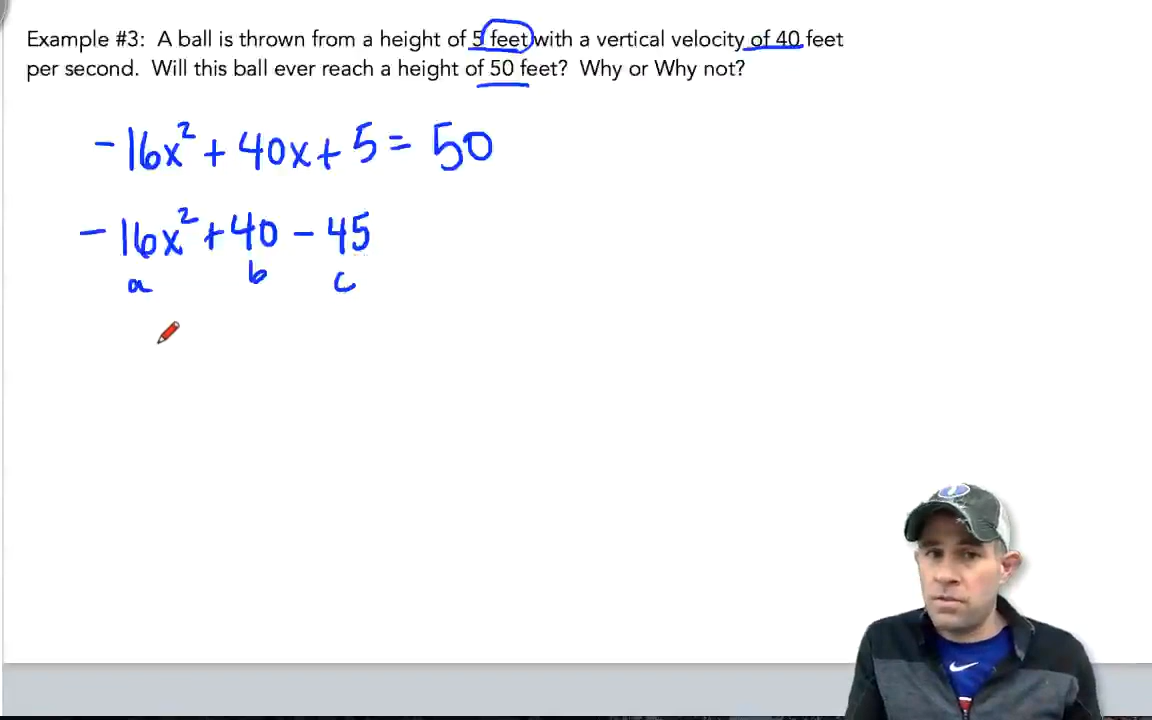 Example #3: A ball is thrown from a height of 5 feet with a vertical velocity of 40 feet
per second. Will this ball ever reach a height of 50 feet? Why or Why not?
-16x² + 40x + 5 = 50
-16x² + 40 - 45
a b c